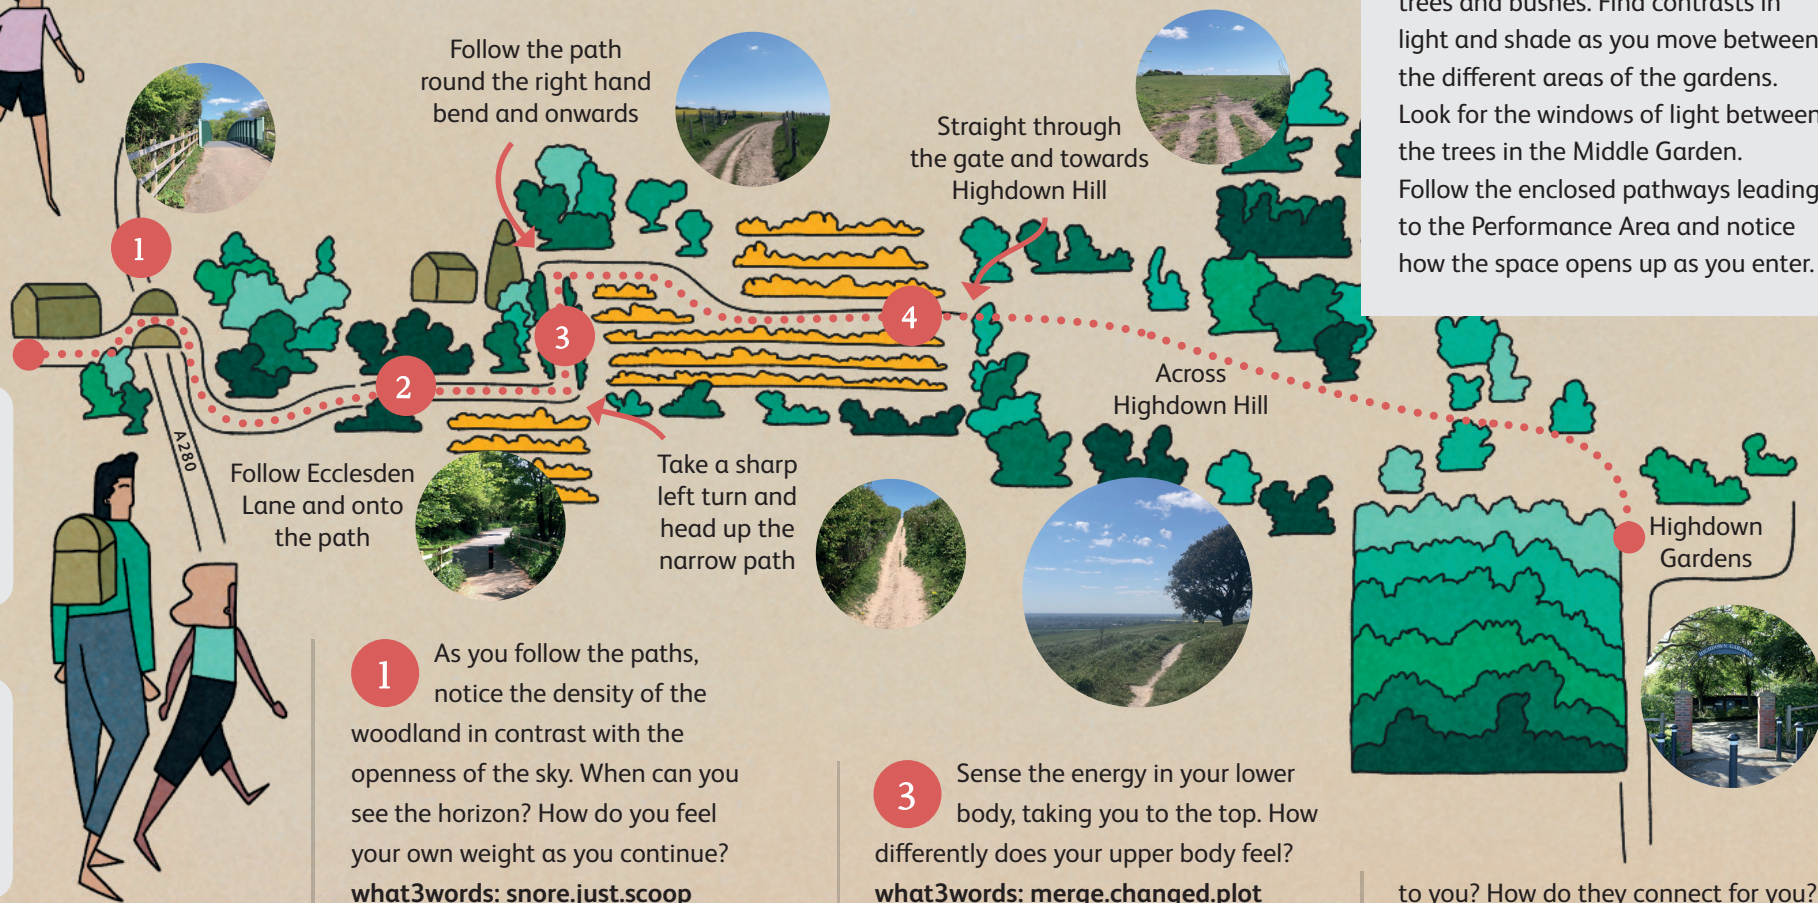 trees and bushes. Find contrasts in
light and shade as you move between
the different areas of the gardens.
Look for the windows of light between
the trees in the Middle Garden.
Follow the enclosed pathways leading
to the Performance Area and notice
how the space opens up as you enter.
Follow the path
round the right hand
bend and onwards
Straight through
the gate and towards
Highdown Hill
1
2
3
4
A280
Across
Highdown Hill
Follow Ecclesden
Lane and onto
the path
Take a sharp
left turn and
head up the
narrow path
Highdown
Gardens
HIGHDOWN GARDENS
1 As you follow the paths,
notice the density of the
woodland in contrast with the
openness of the sky. When can you
see the horizon? How do you feel
your own weight as you continue?
what3words: snore.just.scoop
3 Sense the energy in your lower
body, taking you to the top. How
differently does your upper body feel?
what3words: merge.changed.plot
to you? How do they connect for you?